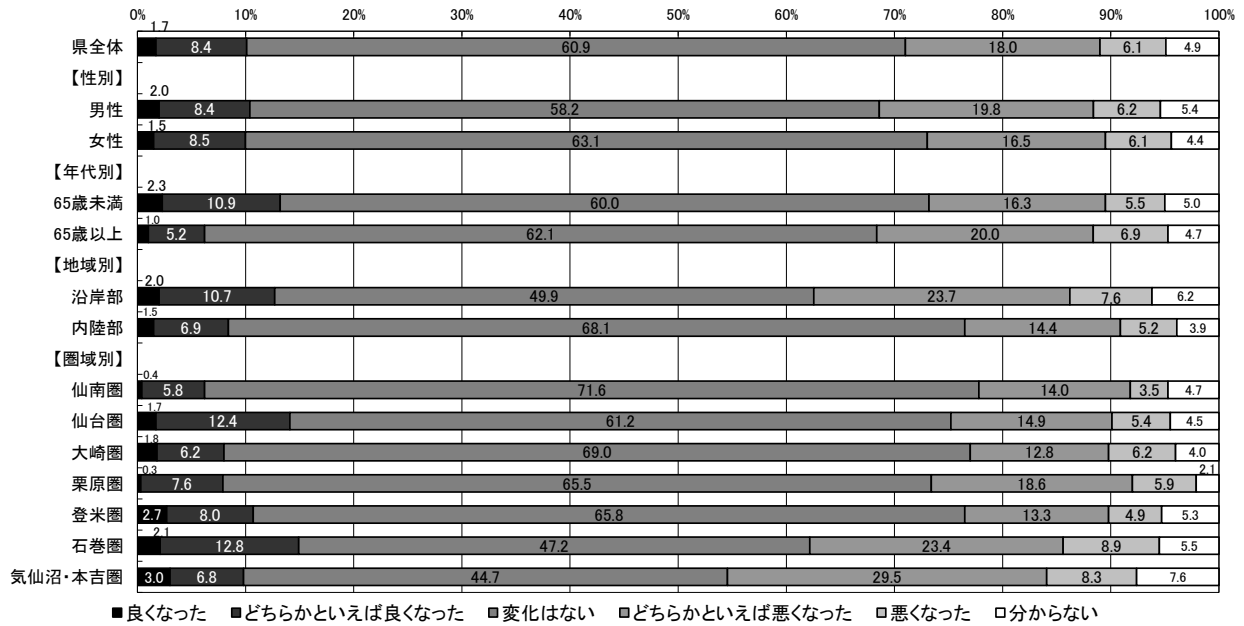 0% 10% 20% 30% 40% 50% 60% 70% 80% 90% 100%
1.7
県全体 8.4 60.9 18.0 6.1 4.9
【性別】
2.0
男性 8.4 58.2 19.8 6.2 5.4
1.5
女性 8.5 63.1 16.5 6.1 4.4
【年代別】
2.3
65歳未満 10.9 60.0 16.3 5.5 5.0
1.0
65歳以上 5.2 62.1 20.0 6.9 4.7
【地域別】
2.0
沿岸部 10.7 49.9 23.7 7.6 6.2
1.5
内陸部 6.9 68.1 14.4 5.2 3.9
【圏域別】
0.4
仙南圏 5.8 71.6 14.0 3.5 4.7
1.7
仙台圏 12.4 61.2 14.9 5.4 4.5
1.8
大崎圏 6.2 69.0 12.8 6.2 4.0
0.3 2.1
栗原圏 7.6 65.5 18.6 5.9
登米圏 2.7 8.0 65.8 13.3 4.9 5.3
2.1
石巻圏 12.8 47.2 23.4 8.9 5.5
気仙沼・本吉圏 3.0 6.8 44.7 29.5 8.3 7.6
良くなった どちらかといえば良くなった 変化はない どちらかといえば悪くなった 悪くなった 分からない